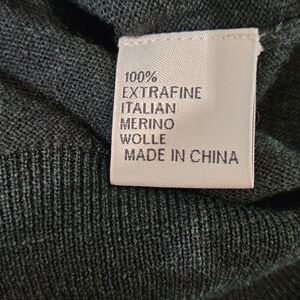 100%
EXTRAFINE
ITALIAN
MERINO
WOLLE
MADE IN CHINA